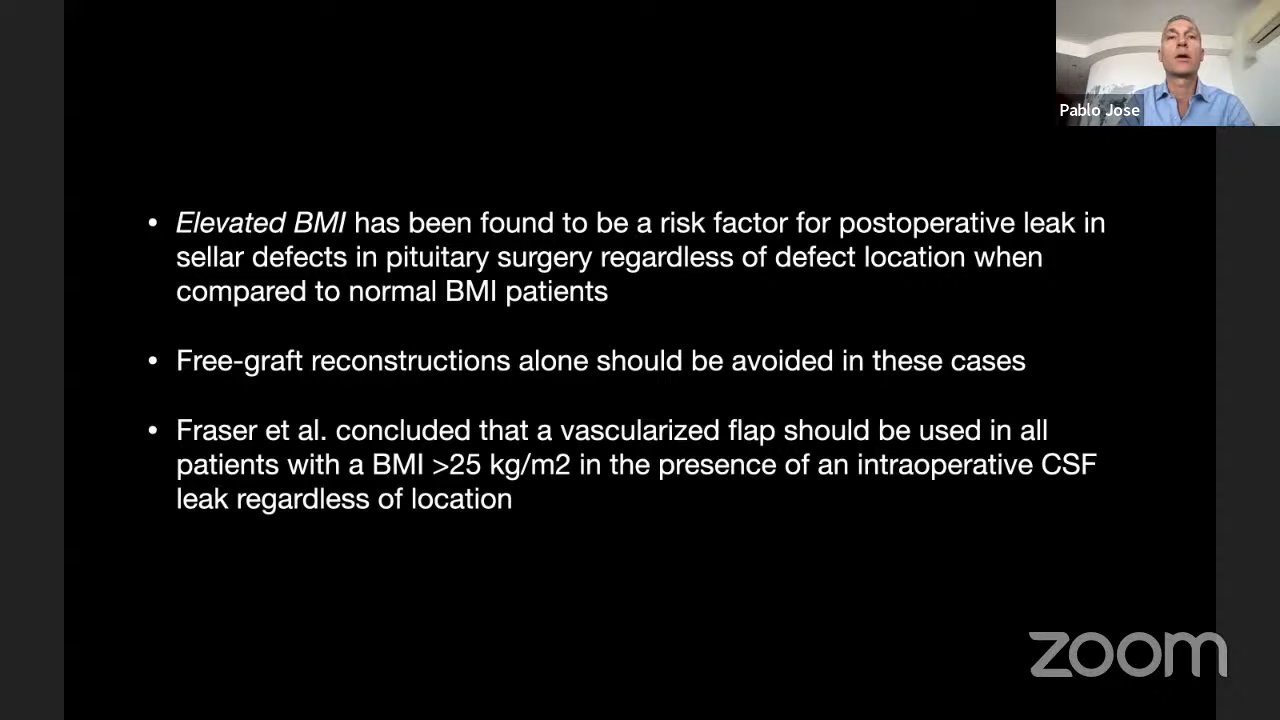 Pablo Jose
• Elevated BMI has been found to be a risk factor for postoperative leak in
sellar defects in pituitary surgery regardless of defect location when
compared to normal BMI patients
• Free-graft reconstructions alone should be avoided in these cases
• Fraser et al. concluded that a vascularized flap should be used in all
patients with a BMI >25 kg/m2 in the presence of an intraoperative CSF
leak regardless of location
zoom